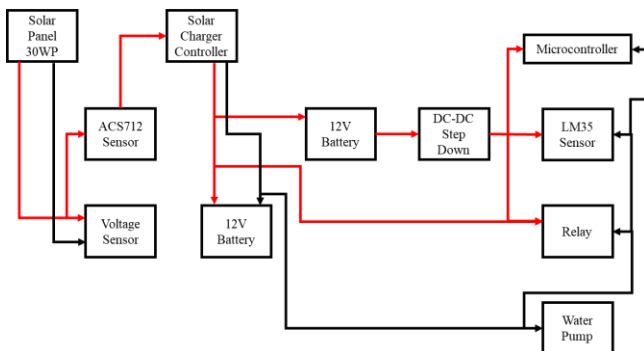 Solar
Panel
30WP
Solar
Charger
Controller
Microcontroller
ACS712
Sensor
12V
Battery
DC-DC
Step
Down
LM35
Sensor
Voltage
Sensor
12V
Battery
Relay
Water
Pump